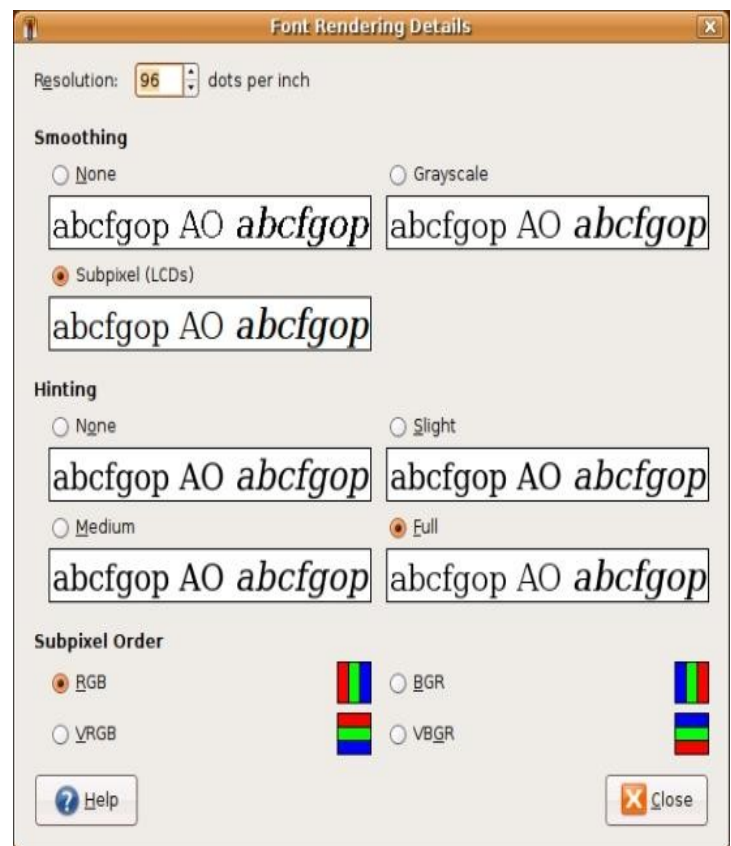 Font Rendering Details
Resolution: 96 dots per inch
Smoothing
None Grayscale
abcfgop AO abcfgop abcfgop AO abcfgop
Subpixel (LCDs)
abcfgop AO abcfgop
Hinting
None Slight
abcfgop AO abcfgop abcfgop AO abcfgop
Medium Full
abcfgop AO abcfgop abcfgop AO abcfgop
Subpixel Order
RGB BGR
VRGB VBGR
Help Close